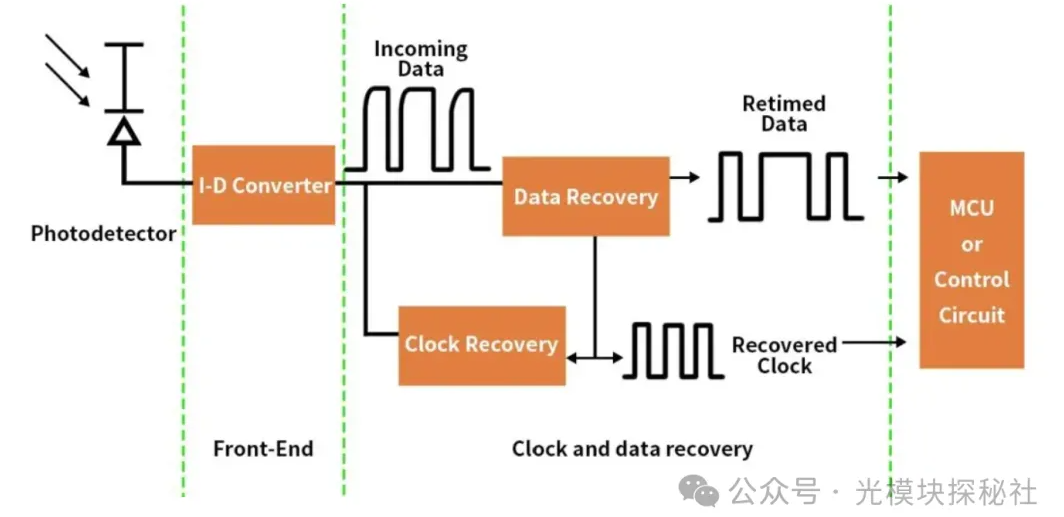 Incoming
Data
Retimed
Data
I-D Converter
Data Recovery
Photodetector
MCU
or
Control
Circuit
Clock Recovery
Recovered
Clock
Front-End
Clock and data recovery
公众号 · 光模块探秘社